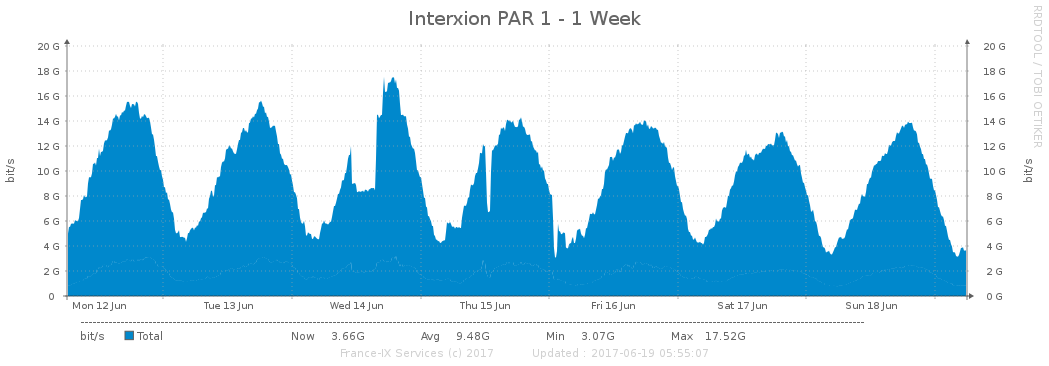 Interxion PAR 1 - 1 Week
RRDTOOL / TOBI OETIKER
bit/s
20 G
18 G
16 G
14 G
12 G
10 G
8 G
6 G
4 G
2 G
0
20 G
18 G
16 G
14 G
12 G
10 G
8 G
6 G
4 G
2 G
0 G
bit/s
Mon 12 Jun Tue 13 Jun Wed 14 Jun Thu 15 Jun Fri 16 Jun Sat 17 Jun Sun 18 Jun
bit/s Total Now 3.66G Avg 9.48G Min 3.07G Max 17.52G
France-IX Services (c) 2017 Updated : 2017-06-19 05:55:07